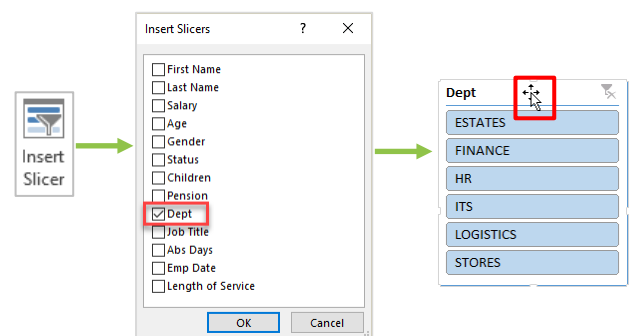 Insert
Slicer
Insert Slicers
?
First Name
Last Name
Salary
Age
Gender
Status
Children
Pension
Dept
Job Title
Abs Days
Emp Date
Length of Service
OK
Cancel
Dept
ESTATES
FINANCE
HR
ITS
LOGISTICS
STORES